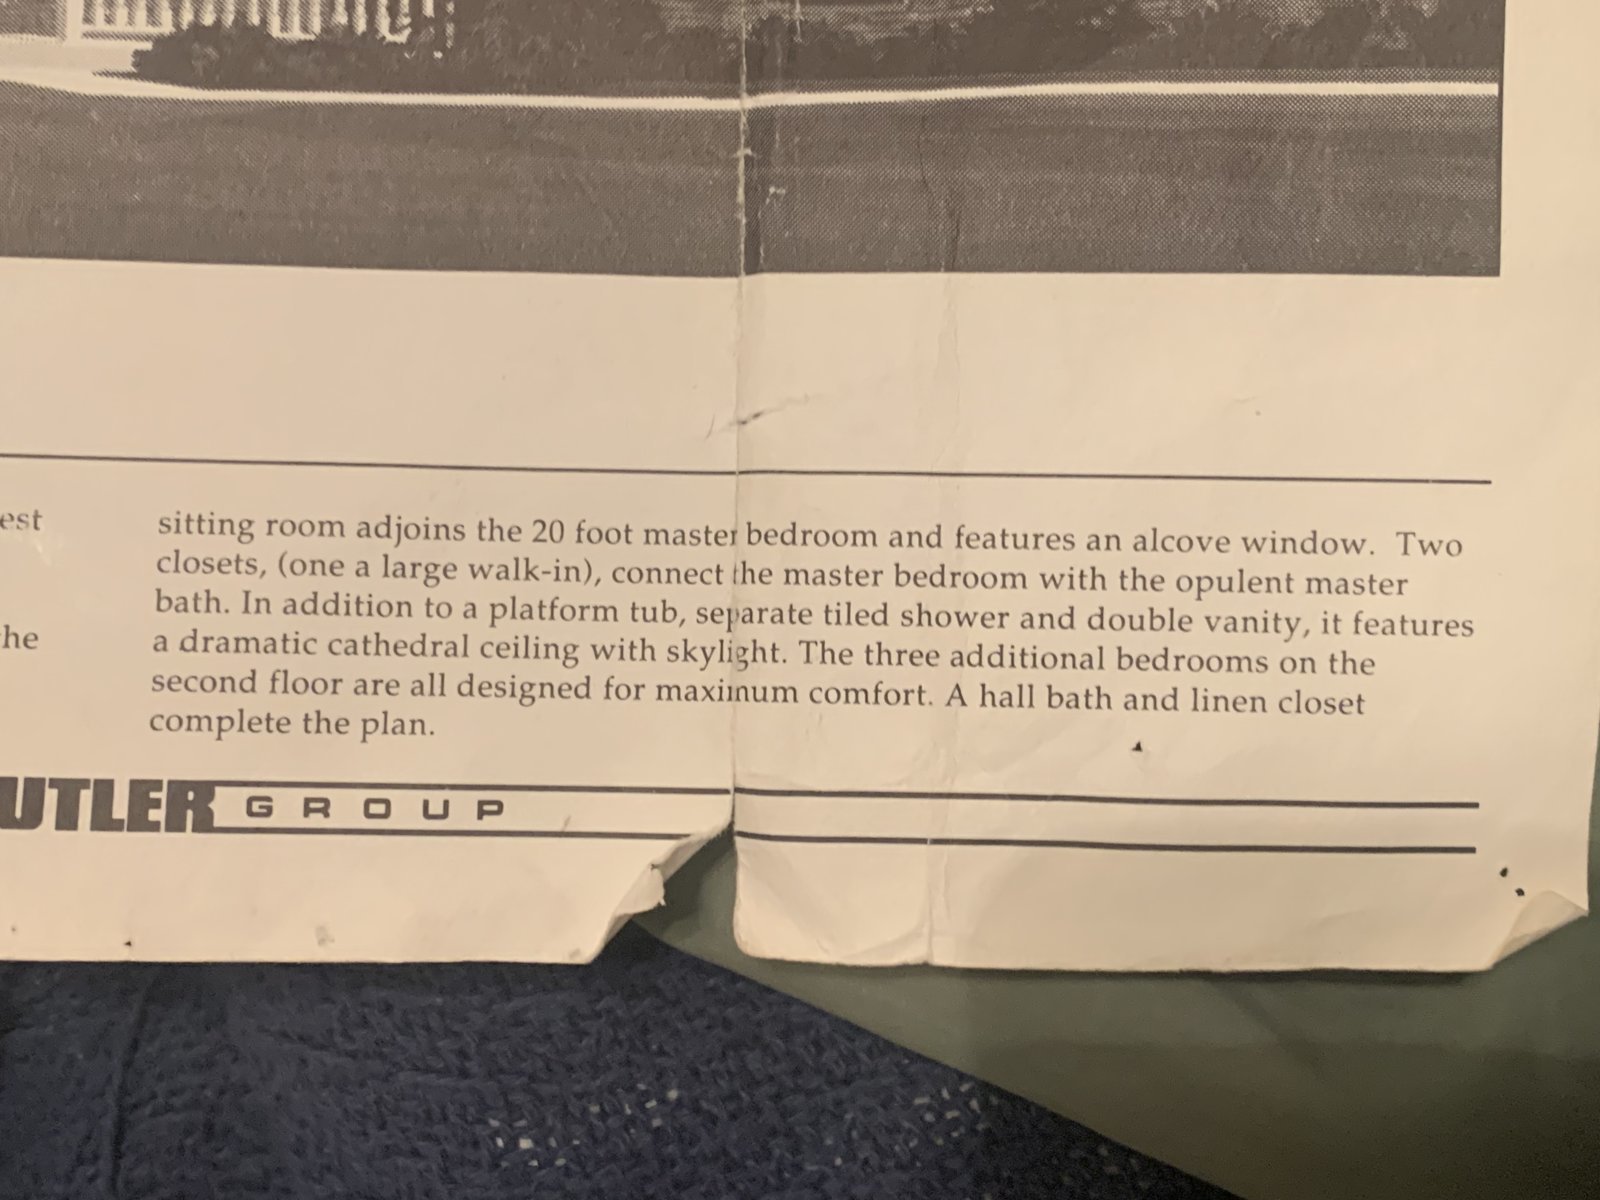 est
he
sitting room adjoins the 20 foot master bedroom and features an alcove window. Two
closets, (one a large walk-in), connect the master bedroom with the opulent master
bath. In addition to a platform tub, separate tiled shower and double vanity, it features
a dramatic cathedral ceiling with skylight. The three additional bedrooms on the
second floor are all designed for maximum comfort. A hall bath and linen closet
complete the plan.
UTLER GROUP